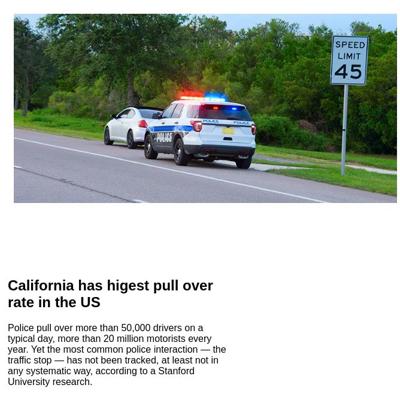 SPEED
LIMIT
45
POLICE
POLICE
POLICE
California has higest pull over
rate in the US
Police pull over more than 50,000 drivers on a
typical day, more than 20 million motorists every
year. Yet the most common police interaction — the
traffic stop — has not been tracked, at least not in
any systematic way, according to a Stanford
University research.